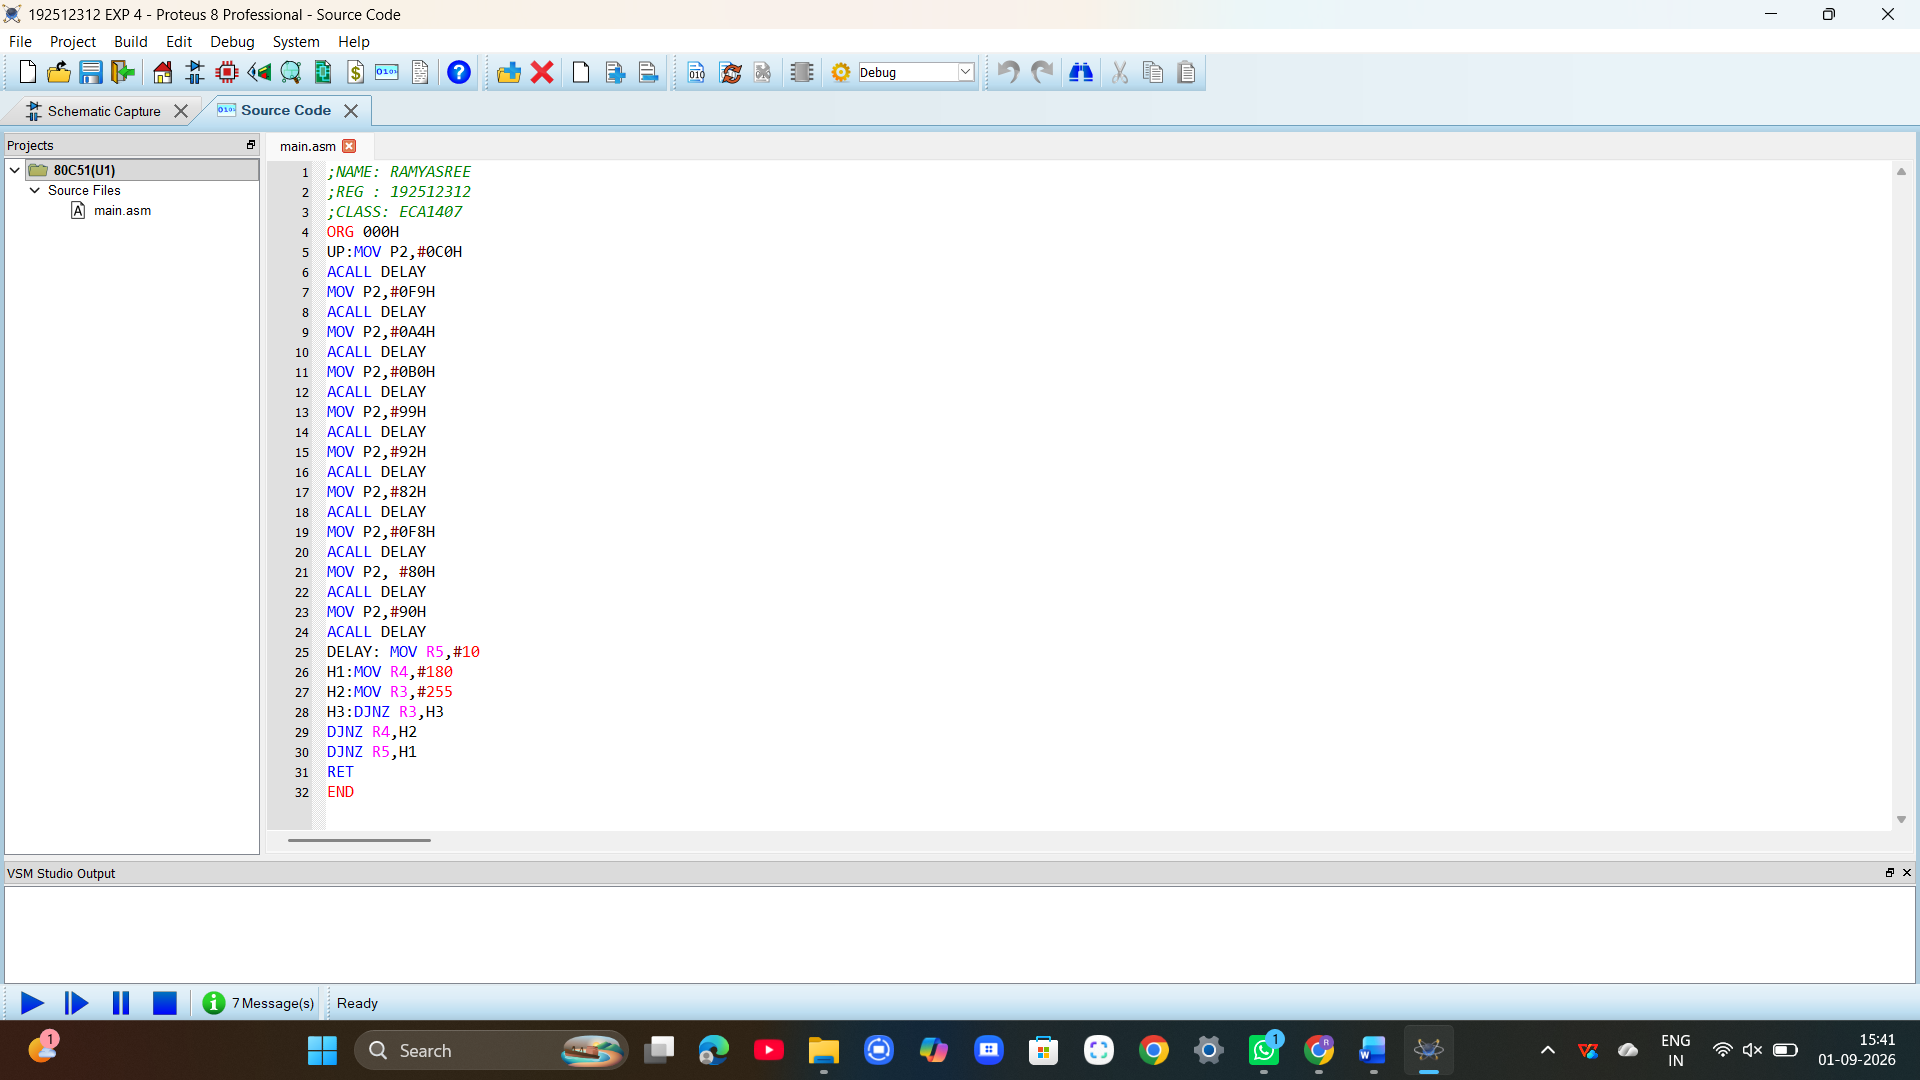 192512312 EXP 4 - Proteus 8 Professional - Source Code
File Project Build Edit Debug System Help
Debug
Schematic Capture Source Code
Projects
80C51(U1)
Source Files
main.asm
main.asm
1 ;NAME: RAMYASREE
2 ;REG : 192512312
3 ;CLASS: ECA1407
4 ORG 000H
5 UP:MOV P2,#0C0H
6 ACALL DELAY
7 MOV P2,#0F9H
8 ACALL DELAY
9 MOV P2,#0A4H
10 ACALL DELAY
11 MOV P2,#0B0H
12 ACALL DELAY
13 MOV P2,#99H
14 ACALL DELAY
15 MOV P2,#92H
16 ACALL DELAY
17 MOV P2,#82H
18 ACALL DELAY
19 MOV P2,#0F8H
20 ACALL DELAY
21 MOV P2, #80H
22 ACALL DELAY
23 MOV P2,#90H
24 ACALL DELAY
25 DELAY: MOV R5,#10
26 H1:MOV R4,#180
27 H2:MOV R3,#255
28 H3:DJNZ R3,H3
29 DJNZ R4,H2
30 DJNZ R5,H1
31 RET
32 END
VSM Studio Output
7 Message(s) Ready
1
Search
1
ENG
IN
15:41
01-09-2026